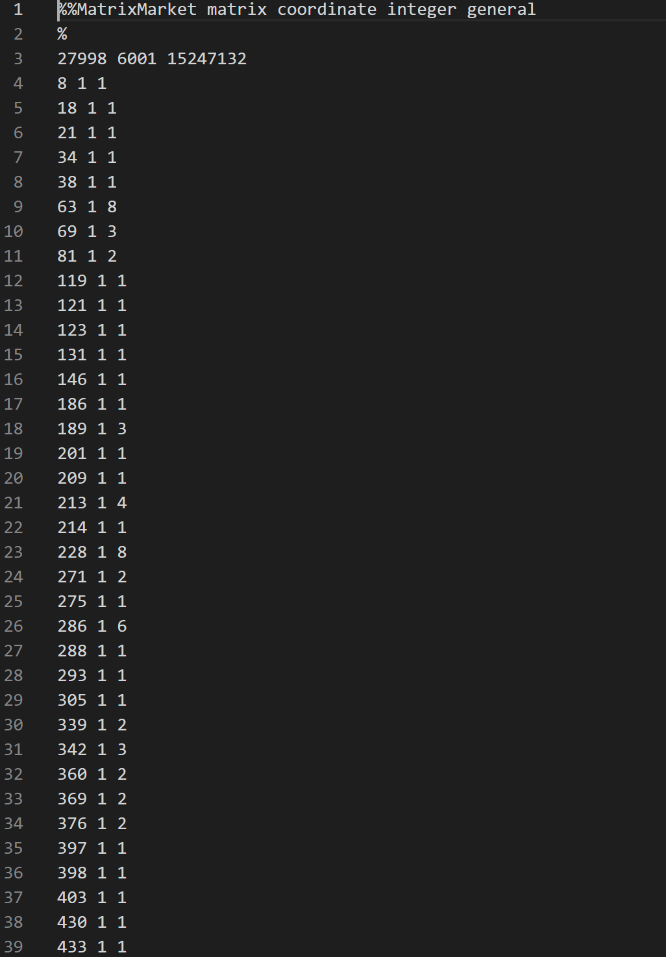 1 %%MatrixMarket matrix coordinate integer general
2 %
3 27998 6001 15247132
4 8 1 1
5 18 1 1
6 21 1 1
7 34 1 1
8 38 1 1
9 63 1 8
10 69 1 3
11 81 1 2
12 119 1 1
13 121 1 1
14 123 1 1
15 131 1 1
16 146 1 1
17 186 1 1
18 189 1 3
19 201 1 1
20 209 1 1
21 213 1 4
22 214 1 1
23 228 1 8
24 271 1 2
25 275 1 1
26 286 1 6
27 288 1 1
28 293 1 1
29 305 1 1
30 339 1 2
31 342 1 3
32 360 1 2
33 369 1 2
34 376 1 2
35 397 1 1
36 398 1 1
37 403 1 1
38 430 1 1
39 433 1 1